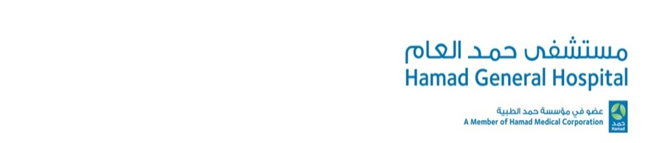 مستشفى حمد العام
Hamad General Hospital
عضو في مؤسسة حمد الطبية
A Member of Hamad Medical Corporation
حمد
Hamad